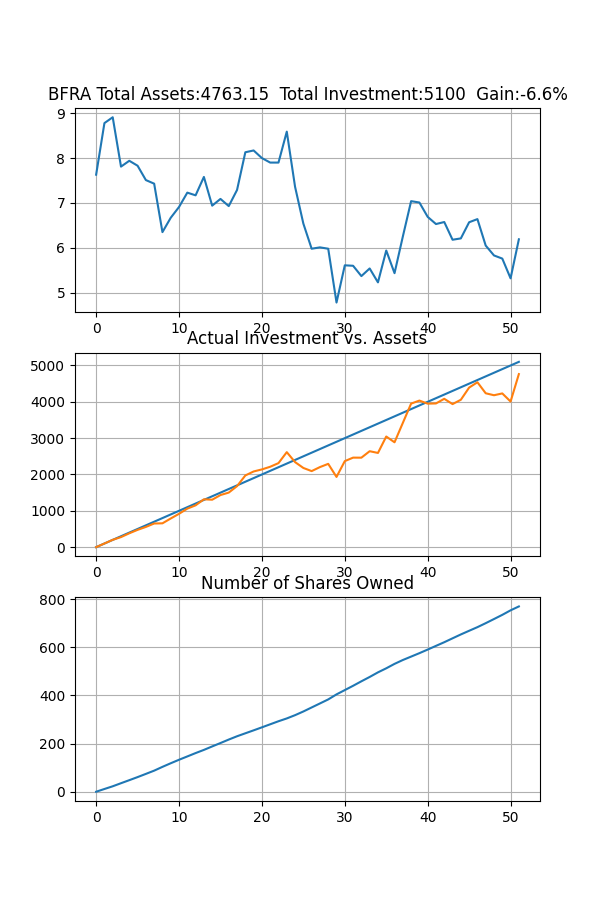 BFRA Total Assets:4763.15  Total Investment:5100  Gain:-6.6%
9
8
7
6
5
0 10 20 30 40 50
Actual Investment vs. Assets
5000
4000
3000
2000
1000
0
0 10 20 30 40 50
Number of Shares Owned
800
600
400
200
0
0 10 20 30 40 50